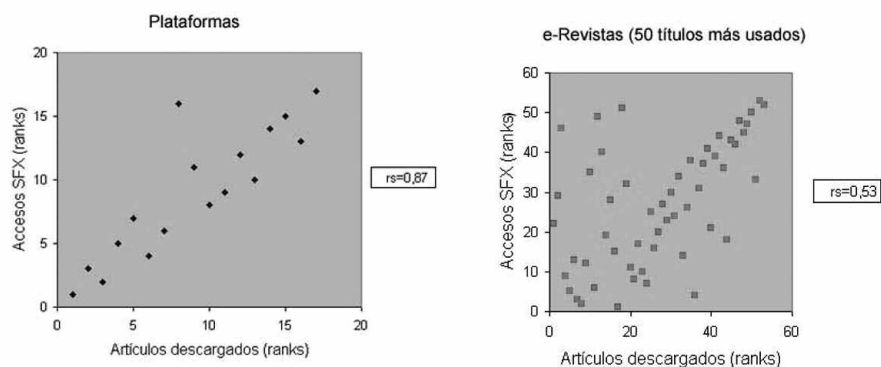 Plataformas
Accesos SFX (ranks)
20
15
10
5
0
0 5 10 15 20
Artículos descargados (ranks)
rs=0,87
e-Revistas (50 títulos más usados)
Accesos SFX (ranks)
60
50
40
30
20
10
0
0 20 40 60
Artículos descargados (ranks)
rs=0,53